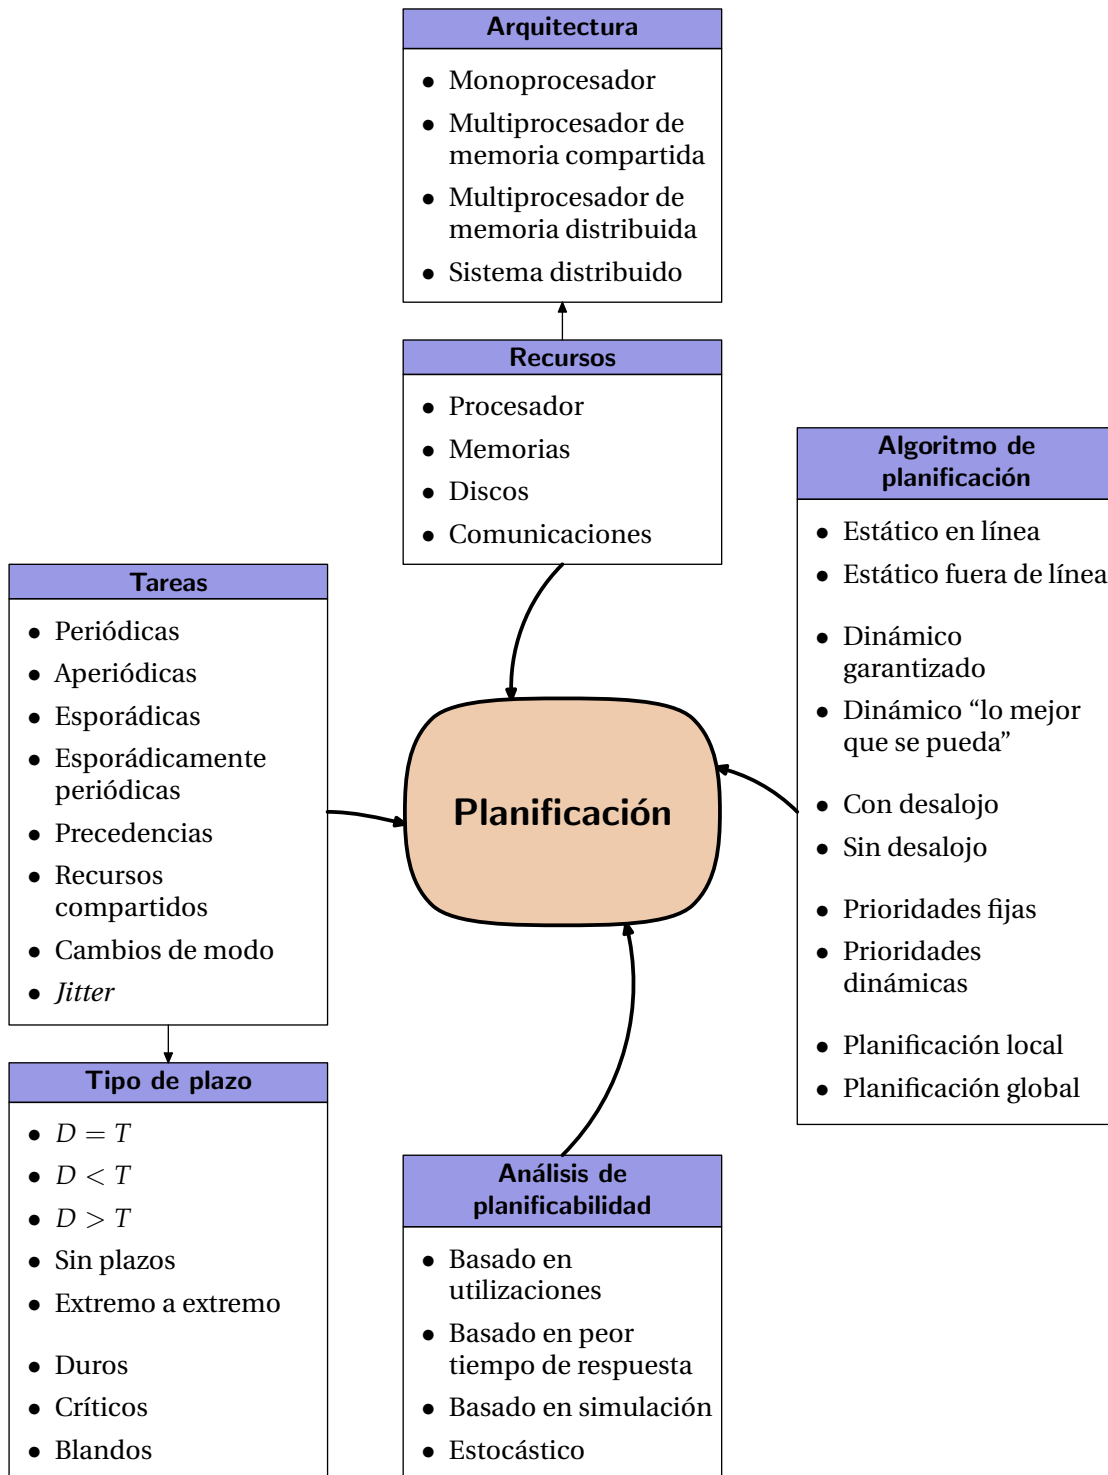 Arquitectura
• Monoprocesador
• Multiprocesador de
memoria compartida
• Multiprocesador de
memoria distribuida
• Sistema distribuido
Recursos
• Procesador
• Memorias
• Discos
• Comunicaciones
Algoritmo de
planificación
• Estático en línea
• Estático fuera de línea
• Dinámico
garantizado
• Dinámico “lo mejor
que se pueda”
• Con desalojo
• Sin desalojo
• Prioridades fijas
• Prioridades
dinámicas
• Planificación local
• Planificación global
Tareas
• Periódicas
• Aperiódicas
• Esporádicas
• Esporádicamente
periódicas
• Precedencias
• Recursos
compartidos
• Cambios de modo
• Jitter
Planificación
Tipo de plazo
• D = T
• D < T
• D > T
• Sin plazos
• Extremo a extremo
• Duros
• Críticos
• Blandos
Análisis de
planificabilidad
• Basado en
utilizaciones
• Basado en peor
tiempo de respuesta
• Basado en simulación
• Estocástico